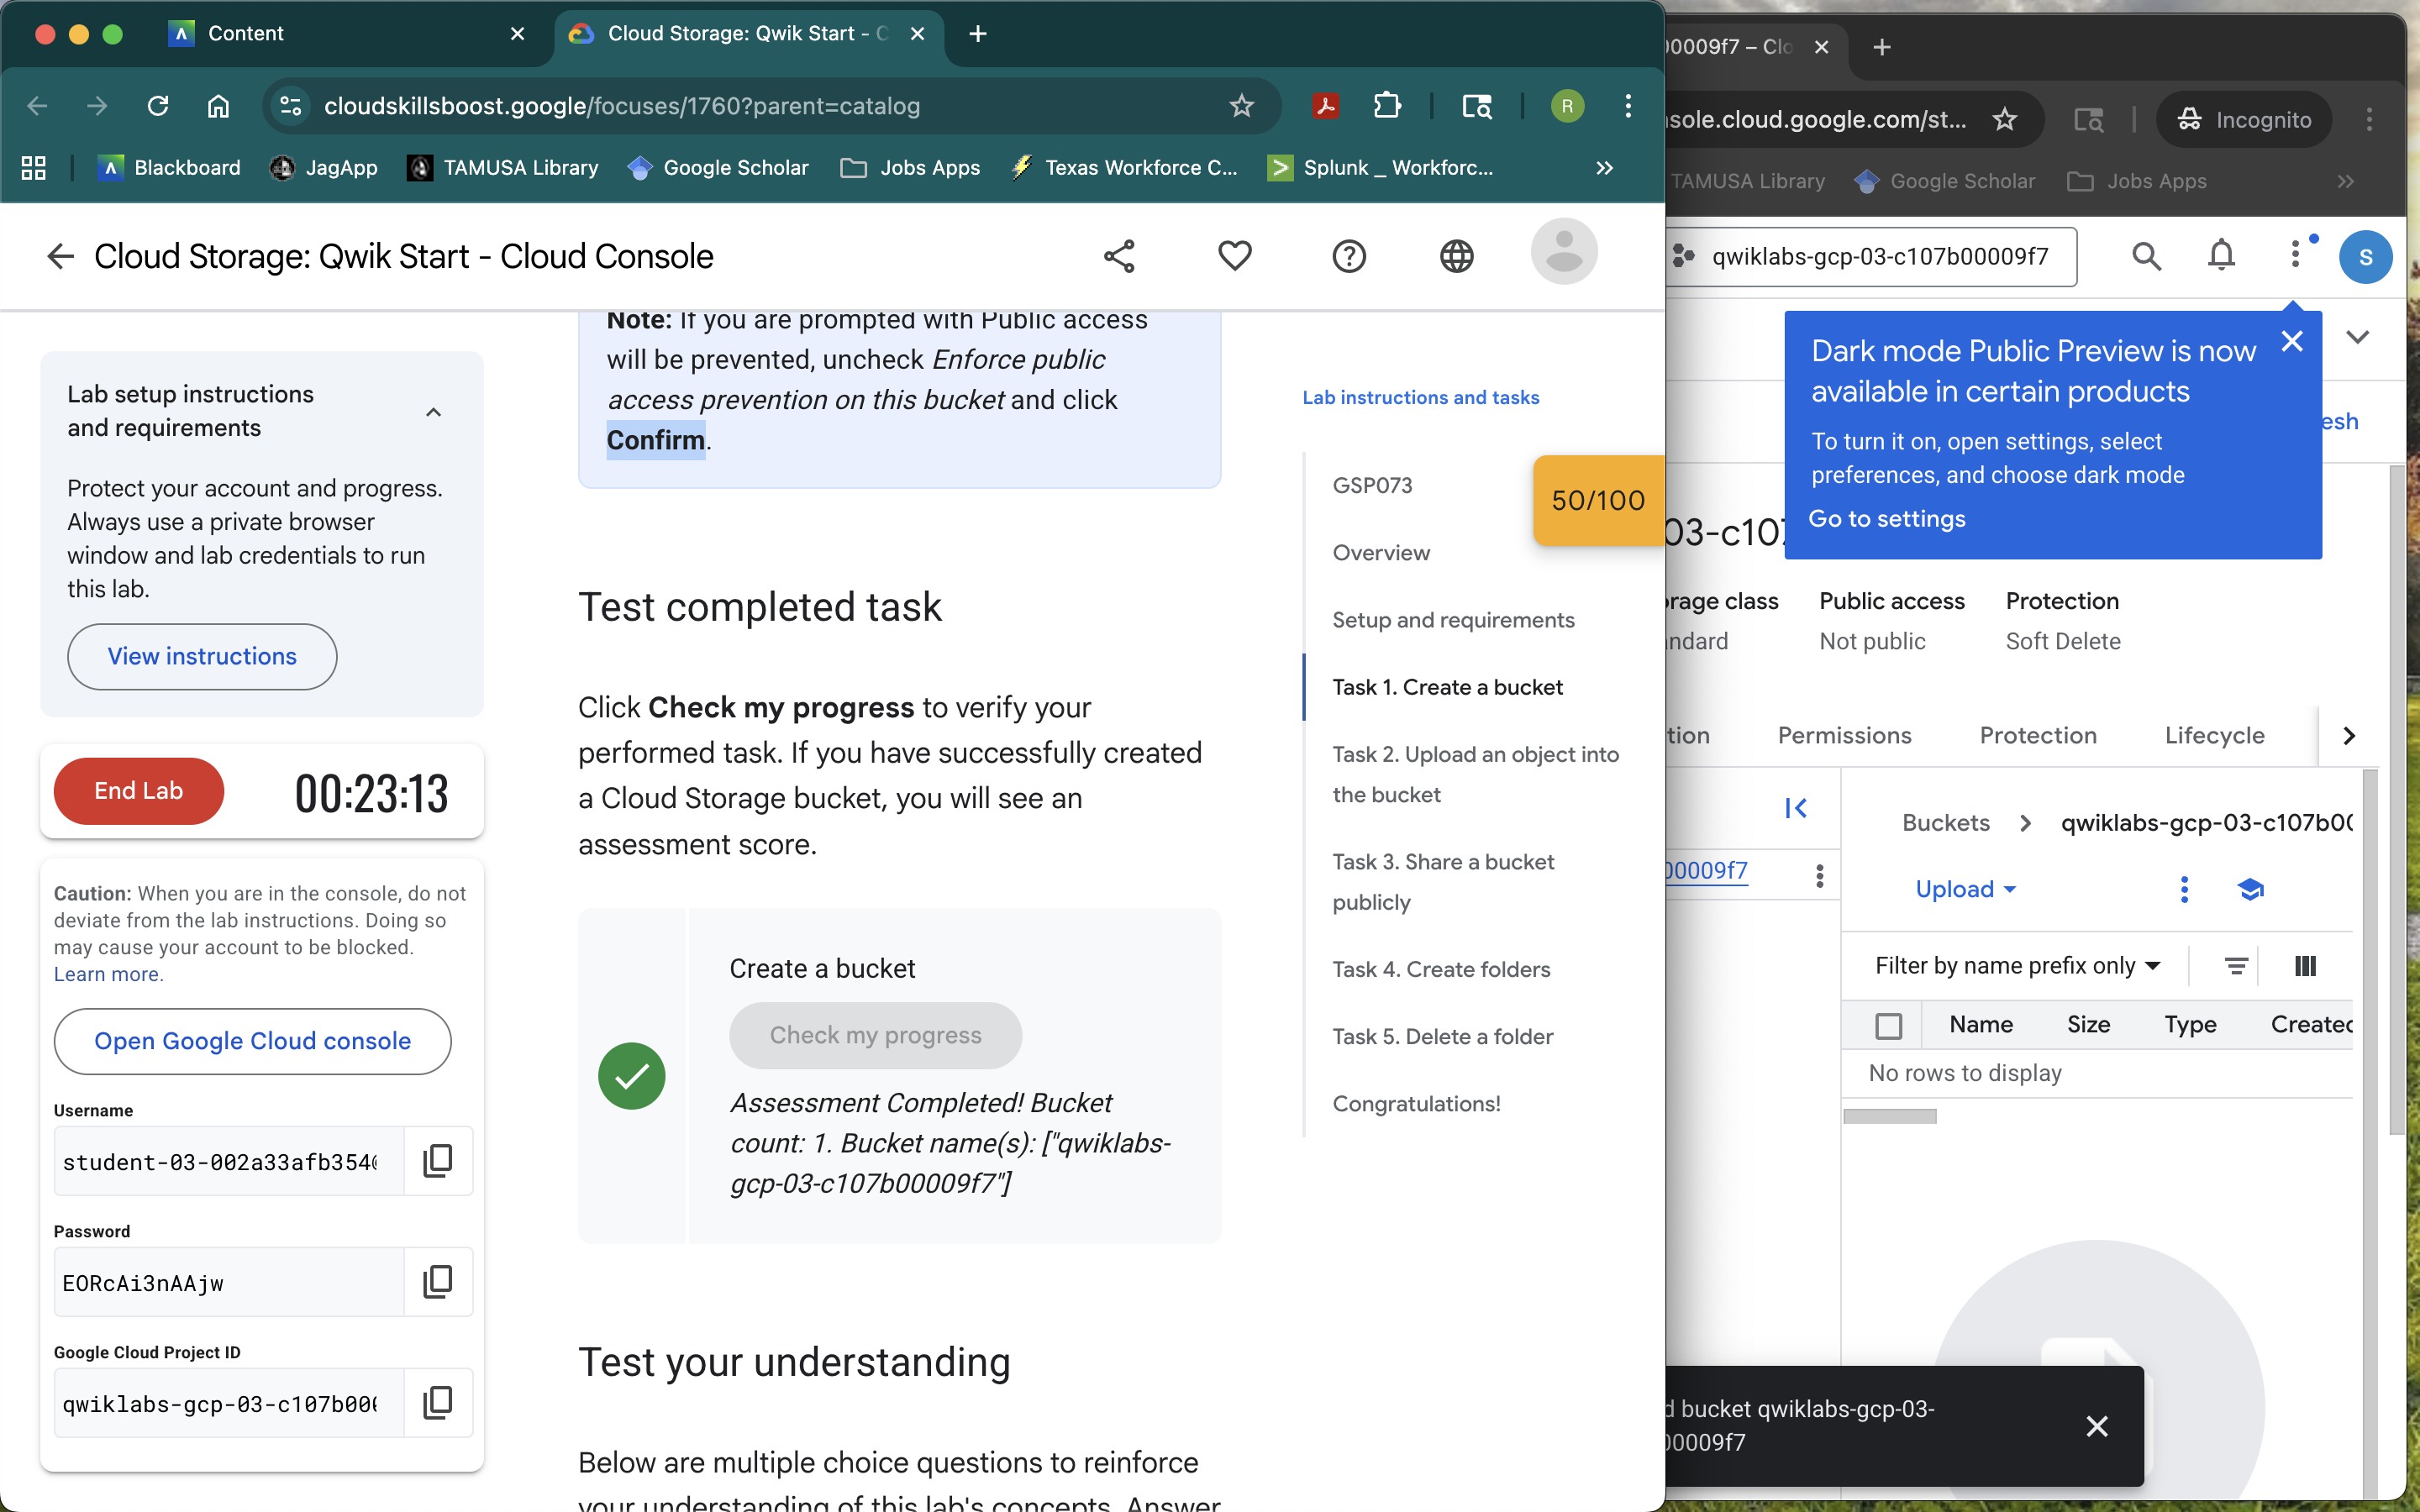 Content
Cloud Storage: Qwik Start - C
cloudskillsboost.google/focuses/1760?parent=catalog
R
Blackboard
JagApp
TAMUSA Library
Google Scholar
Jobs Apps
Texas Workforce C...
Splunk _ Workforc...
Cloud Storage: Qwik Start - Cloud Console
Lab setup instructions
and requirements
Protect your account and progress.
Always use a private browser
window and lab credentials to run
this lab.
View instructions
End Lab
00:23:13
Caution: When you are in the console, do not
deviate from the lab instructions. Doing so
may cause your account to be blocked.
Learn more.
Open Google Cloud console
Username
student-03-002a33afb354@
Password
EORcAi3nAAjw
Google Cloud Project ID
qwiklabs-gcp-03-c107b000
Note: If you are prompted with Public access
will be prevented, uncheck Enforce public
access prevention on this bucket and click
Confirm.
Test completed task
Click Check my progress to verify your
performed task. If you have successfully created
a Cloud Storage bucket, you will see an
assessment score.
Create a bucket
Check my progress
Assessment Completed! Bucket
count: 1. Bucket name(s): ["qwiklabs-
gcp-03-c107b00009f7"]
Test your understanding
Below are multiple choice questions to reinforce
your understanding of this lab's concepts. Answer
Lab instructions and tasks
50/100
GSP073
Overview
Setup and requirements
Task 1. Create a bucket
Task 2. Upload an object into
the bucket
Task 3. Share a bucket
publicly
Task 4. Create folders
Task 5. Delete a folder
Congratulations!
00009f7 – Clo
nsole.cloud.google.com/st...
Incognito
TAMUSA Library
Google Scholar
Jobs Apps
qwiklabs-gcp-03-c107b00009f7
S
Dark mode Public Preview is now
available in certain products
To turn it on, open settings, select
preferences, and choose dark mode
Go to settings
esh
03-c107
orage class
Public access
Protection
ndard
Not public
Soft Delete
tion
Permissions
Protection
Lifecycle
Buckets
qwiklabs-gcp-03-c107b00
00009f7
Upload
Filter by name prefix only
Name
Size
Type
Created
No rows to display
d bucket qwiklabs-gcp-03-
00009f7